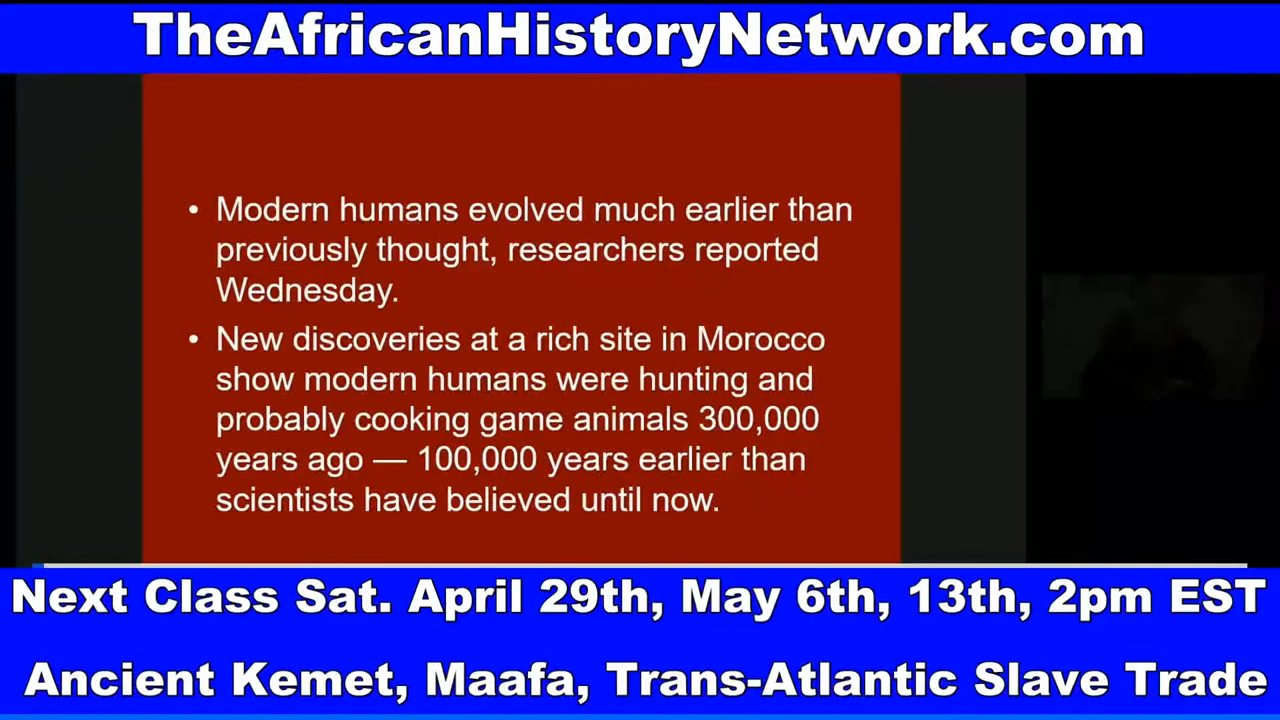 TheAfricanHistoryNetwork.com
• Modern humans evolved much earlier than
previously thought, researchers reported
Wednesday.
• New discoveries at a rich site in Morocco
show modern humans were hunting and
probably cooking game animals 300,000
years ago — 100,000 years earlier than
scientists have believed until now.
Next Class Sat. April 29th, May 6th, 13th, 2pm EST
Ancient Kemet, Maafa, Trans-Atlantic Slave Trade